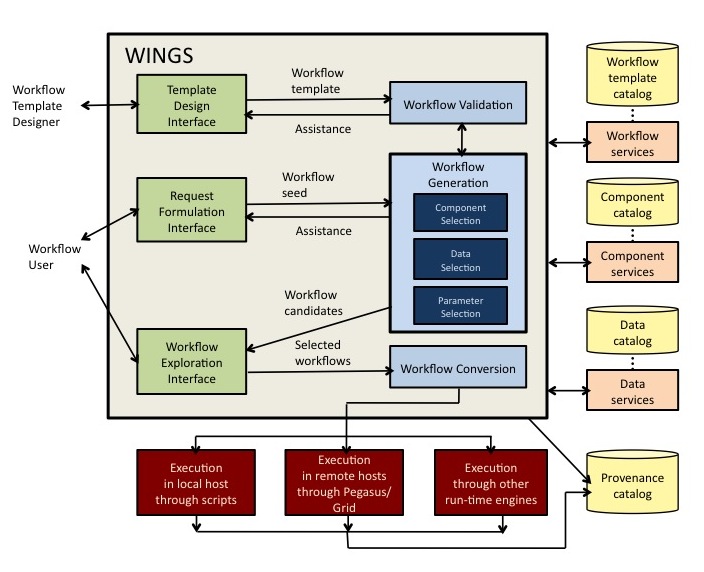 WINGS
Workflow
Template
Designer
Template
Design
Interface
Workflow
template
Assistance
Workflow Validation
Workflow
template
catalog
Workflow
services
Workflow
User
Request
Formulation
Interface
Workflow
seed
Assistance
Workflow
Generation
Component
Selection
Data
Selection
Parameter
Selection
Component
catalog
Component
services
Workflow
Exploration
Interface
Workflow
candidates
Selected
workflows
Workflow Conversion
Data
catalog
Data
services
Execution
in local host
through scripts
Execution
in remote hosts
through Pegasus/
Grid
Execution
through other
run-time engines
Provenance
catalog